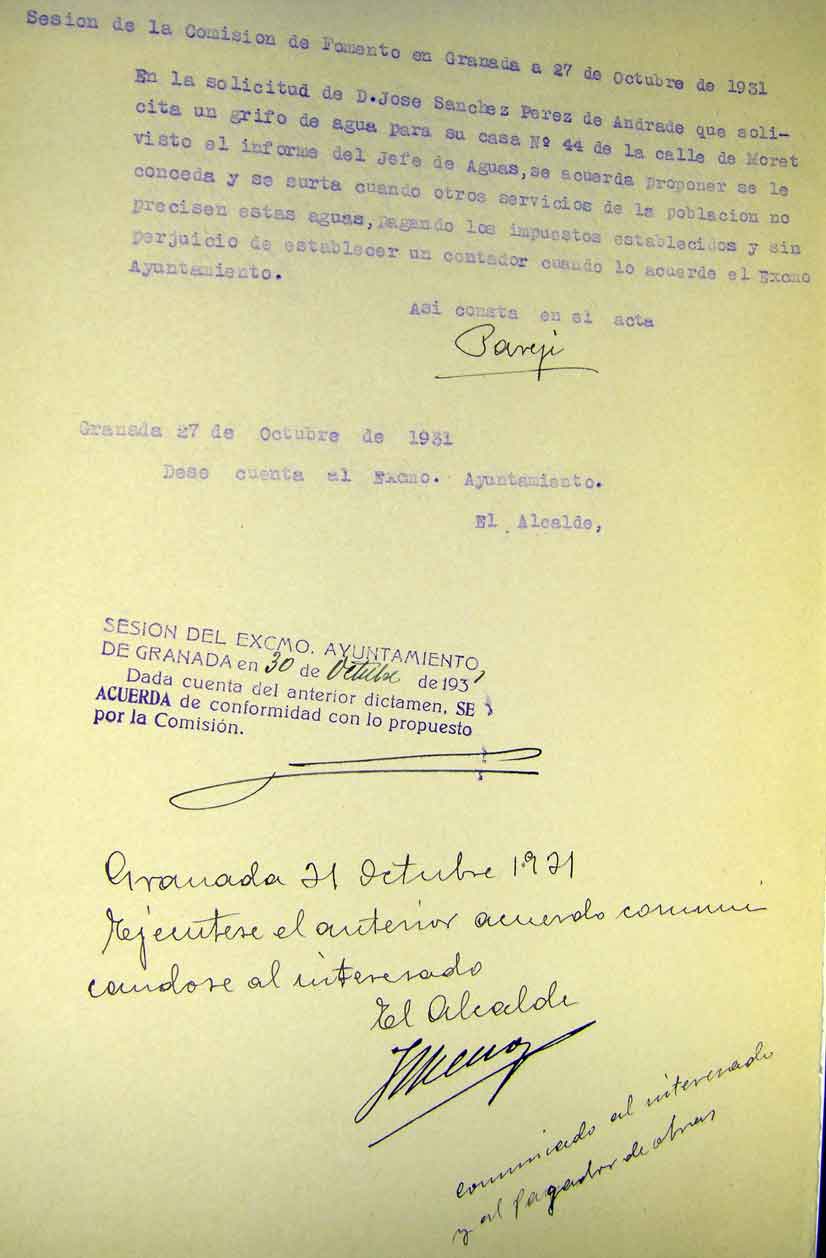 Sesion de la Comision de Fomento en Granada a 27 de Octubre de 1931
En la solicitud de D.Jose Sanchez Perez de Andrade que soli-
cita un grifo de agua para su casa Nº 44 de la calle de Moret
visto el informe del Jefe de Aguas,se acuerda proponer se le
conceda y se surta cuando otros servicios de la poblacion no
precisen estas aguas,pagando los impuestos establecidos y sin
perjuicio de establecer un contador cuando lo acuerde el Excmo
Ayuntamiento.
Asi consta en el acta
Granada 27 de Octubre de 1931
Dese cuenta al Excmo. Ayuntamiento.
El Alcalde,
SESION DEL EXCMO. AYUNTAMIENTO
DE GRANADA en 30 de Octubre de 1931
Dada cuenta del anterior dictamen, SE
ACUERDA de conformidad con lo propuesto
por la Comisión.
Granada 31 Octubre 1931
Ejécutese el anterior acuerdo comuni
candose al interesado
El Alcalde
comunicado al interesado
y al Pagador de obras